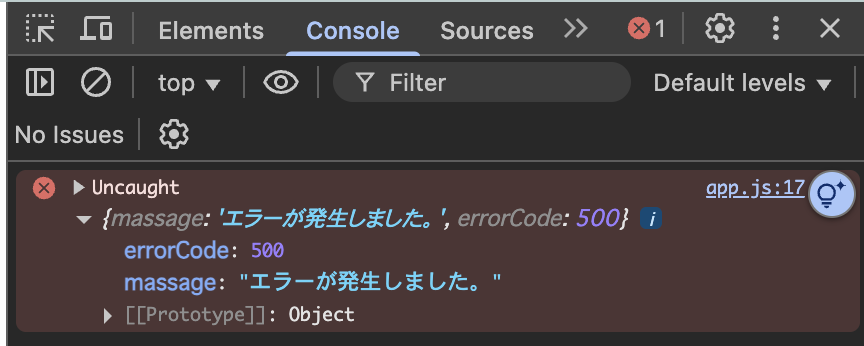 Elements Console Sources 1
top Filter Default levels
No Issues
Uncaught app.js:17
{massage: 'エラーが発生しました。', errorCode: 500} i
errorCode: 500
massage: "エラーが発生しました。"
[[Prototype]]: Object